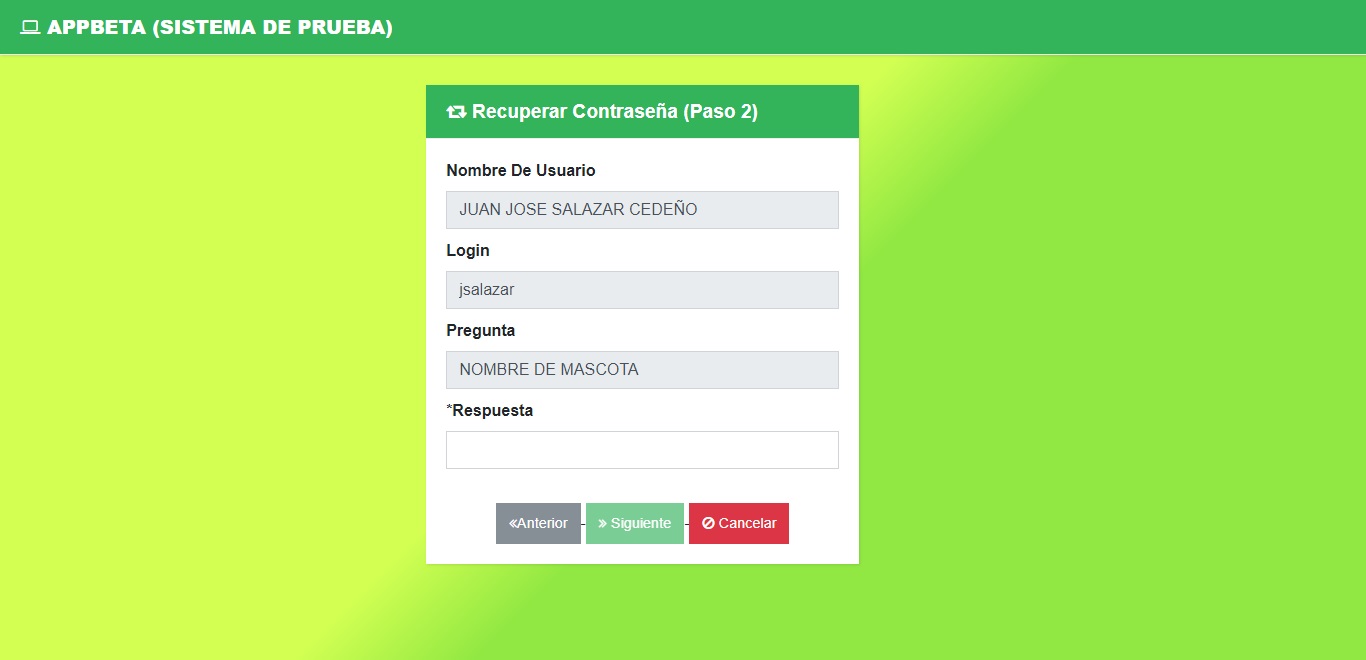 APPBETA (SISTEMA DE PRUEBA)
Recuperar Contraseña (Paso 2)
Nombre De Usuario
JUAN JOSE SALAZAR CEDEÑO
Login
jsalazar
Pregunta
NOMBRE DE MASCOTA
*Respuesta
«Anterior » Siguiente Cancelar